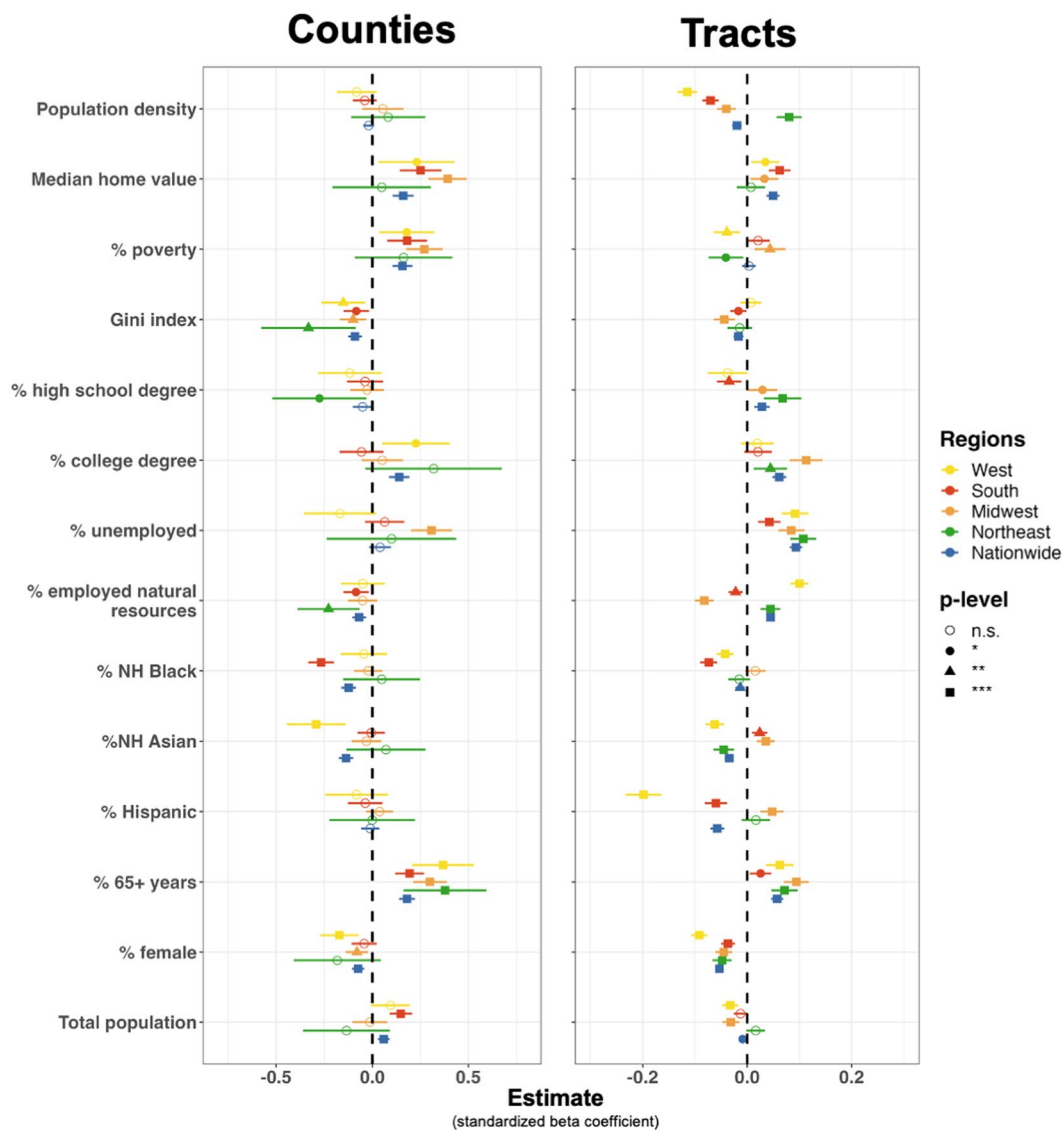 Counties
Tracts
Population density
Median home value
% poverty
Gini index
% high school degree
% college degree
% unemployed
% employed natural
resources
% NH Black
%NH Asian
% Hispanic
% 65+ years
% female
Total population
-0.5 0.0 0.5
-0.2 0.0 0.2
Estimate
(standardized beta coefficient)
Regions
West
South
Midwest
Northeast
Nationwide
p-level
n.s.
*
**
***